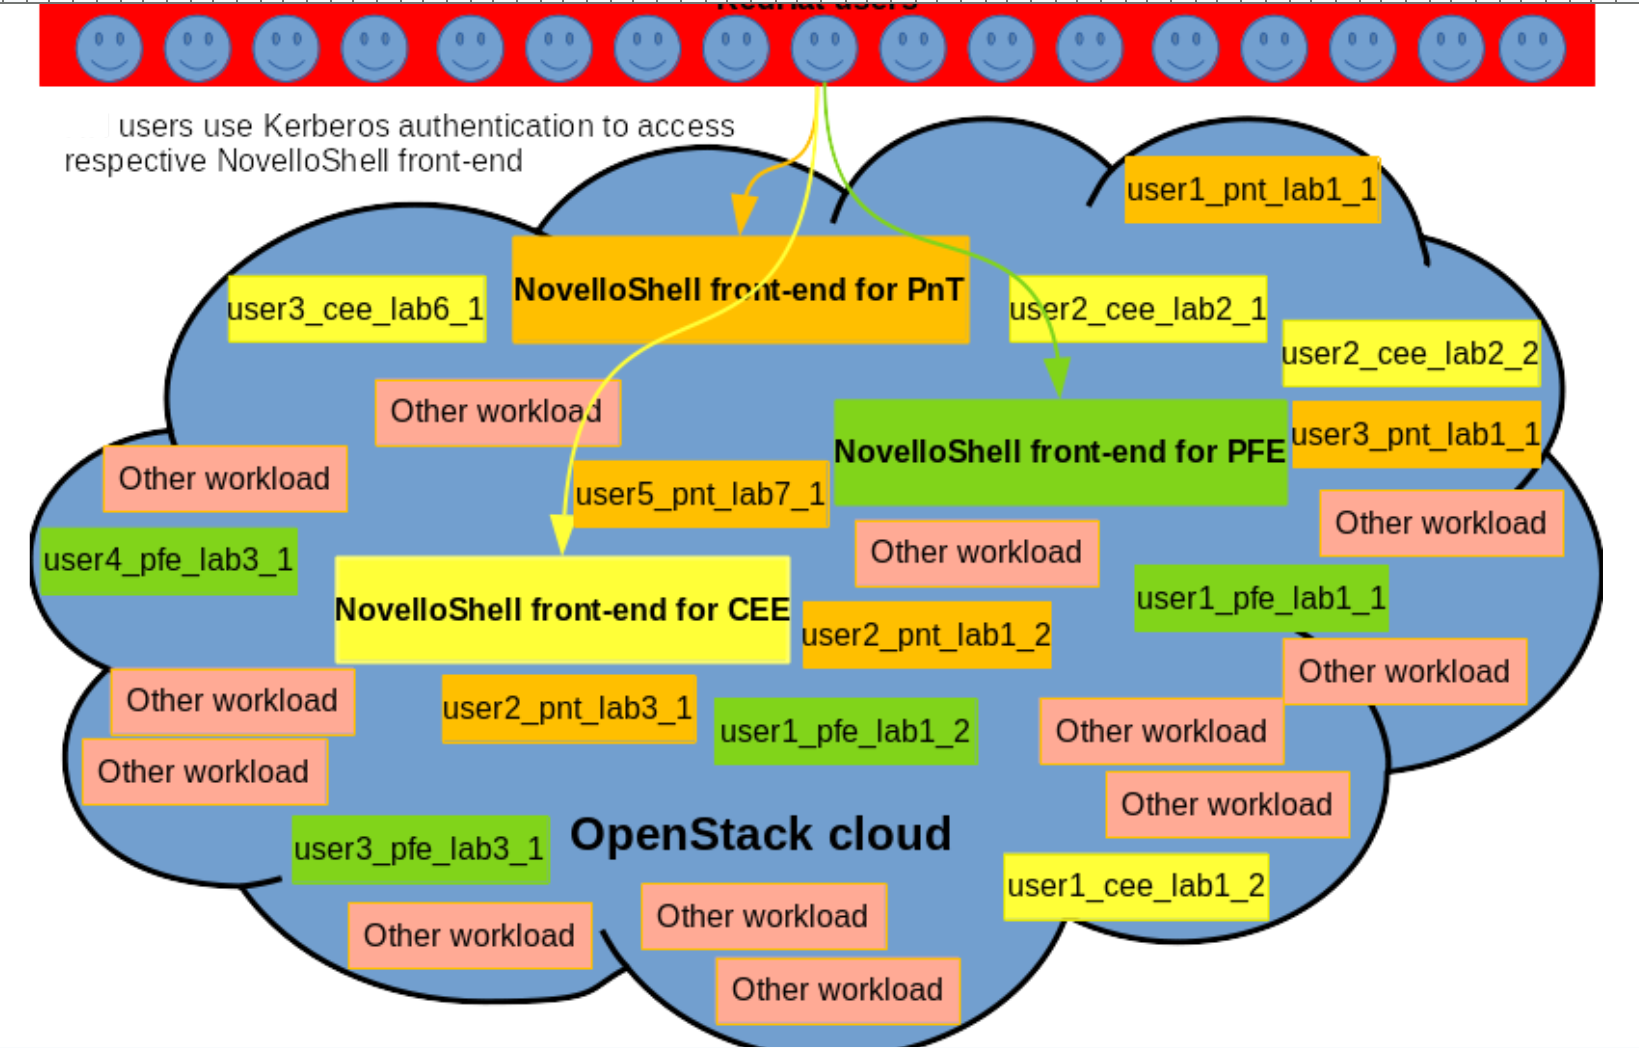 RedHat users
users use Kerberos authentication to access
respective NovelloShell front-end
user1_pnt_lab1_1
NovelloShell front-end for PnT
user3_cee_lab6_1
user2_cee_lab2_1
user2_cee_lab2_2
Other workload
user3_pnt_lab1_1
NovelloShell front-end for PFE
Other workload
user5_pnt_lab7_1
Other workload
Other workload
user4_pfe_lab3_1
user1_pfe_lab1_1
NovelloShell front-end for CEE
user2_pnt_lab1_2
Other workload
Other workload
user2_pnt_lab3_1
user1_pfe_lab1_2
Other workload
Other workload
Other workload
OpenStack cloud
user3_pfe_lab3_1
user1_cee_lab1_2
Other workload
Other workload
Other workload